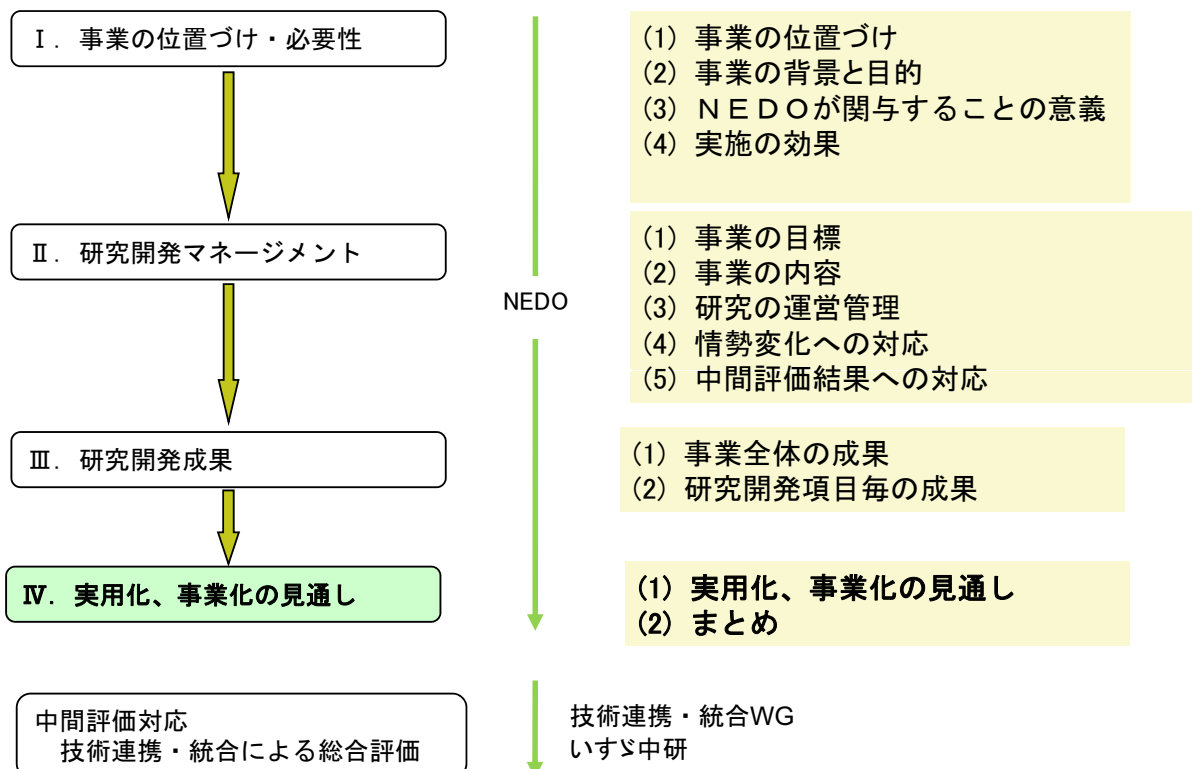 Ⅰ．事業の位置づけ・必要性
(1) 事業の位置づけ
(2) 事業の背景と目的
(3) ＮＥＤＯが関与することの意義
(4) 実施の効果
Ⅱ．研究開発マネージメント
NEDO
(1) 事業の目標
(2) 事業の内容
(3) 研究の運営管理
(4) 情勢変化への対応
(5) 中間評価結果への対応
Ⅲ．研究開発成果
(1) 事業全体の成果
(2) 研究開発項目毎の成果
Ⅳ．実用化、事業化の見通し
(1) 実用化、事業化の見通し
(2) まとめ
中間評価対応
技術連携・統合による総合評価
技術連携・統合WG
いすゞ中研